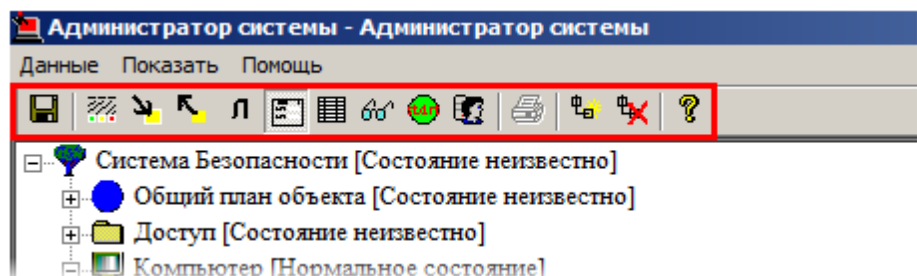 Администратор системы - Администратор системы
Данные Показать Помощь
Л
Система Безопасности [Состояние неизвестно]
Общий план объекта [Состояние неизвестно]
Доступ [Состояние неизвестно]
Компьютер [Нормальное состояние]